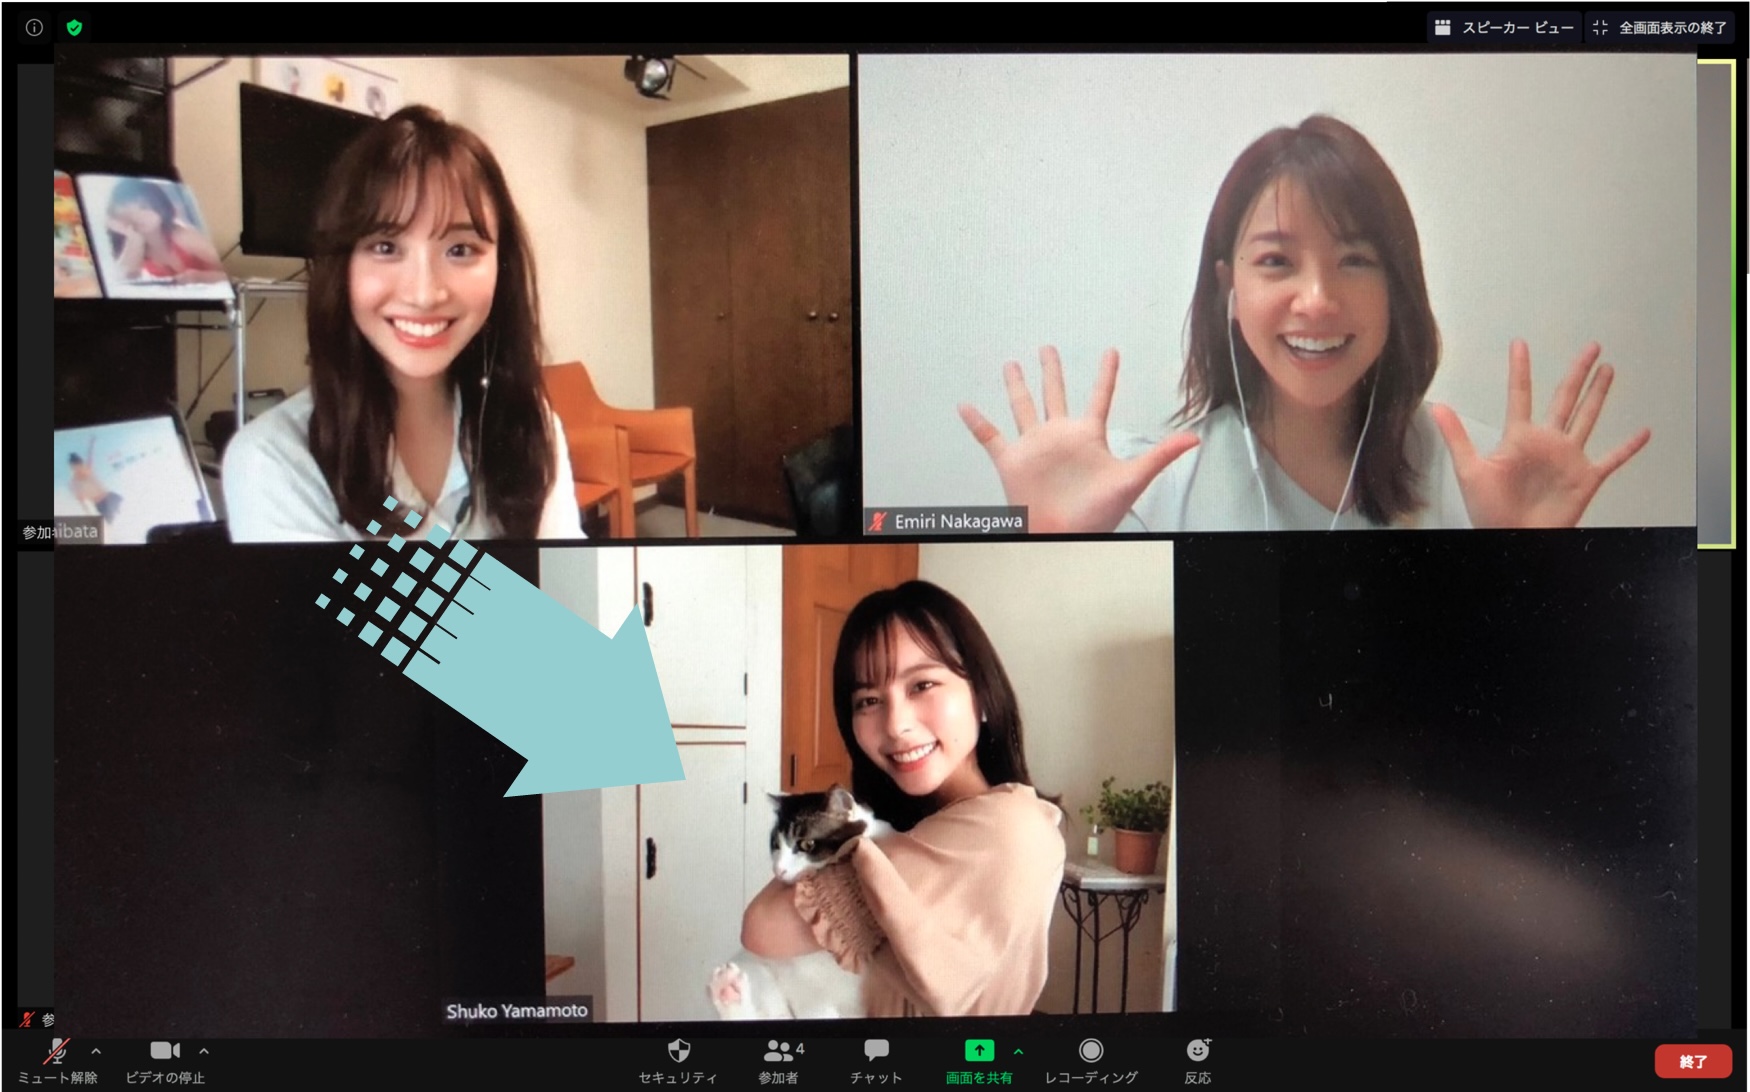 スピーカー ビュー
全画面表示の終了
参加
ibata
Emiri Nakagawa
Shuko Yamamoto
参
ミュート解除
ビデオの停止
セキュリティ
4
参加者
チャット
画面を共有
レコーディング
反応
終了